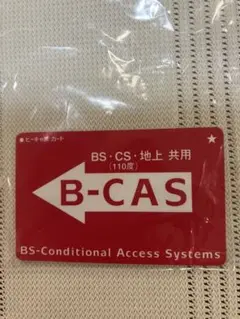 ビーキャス カード
★
BS・CS・地上 共用
(110度)
B-CAS
BS-Conditional Access Systems